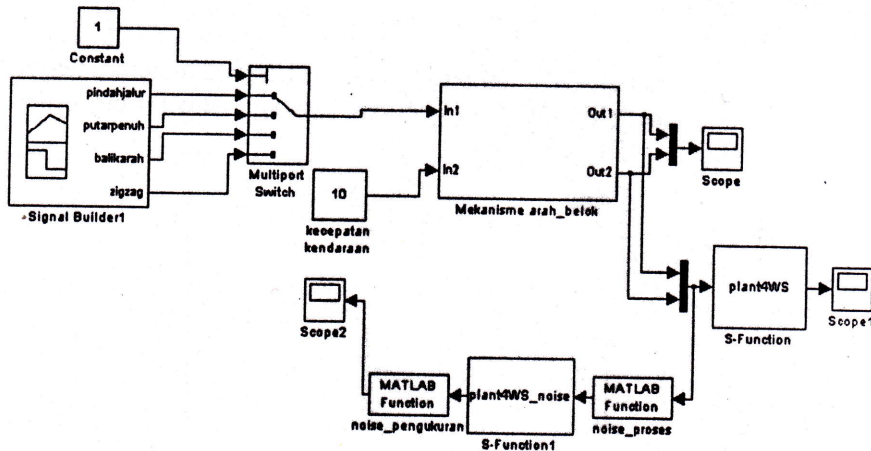 1
Constant
pindahjalur
putarpenuh
balikarah
zigzag
Signal Builder1
Multiport
Switch
10
kecepatan
kendaraan
In1
In2
Out1
Out2
Mekanisme arah_belok
Scope
plant4WS
S-Function
Scope1
Scope2
MATLAB
Function
noise_pengukuran
plant4WS_noise
S-Function1
MATLAB
Function
noise_proses